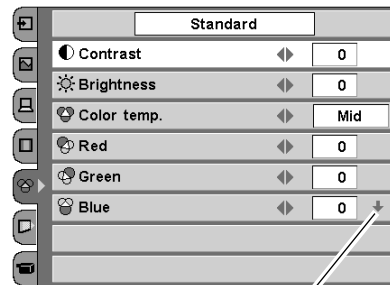 Standard
Contrast 0
Brightness 0
Color temp. Mid
Red 0
Green 0
Blue 0